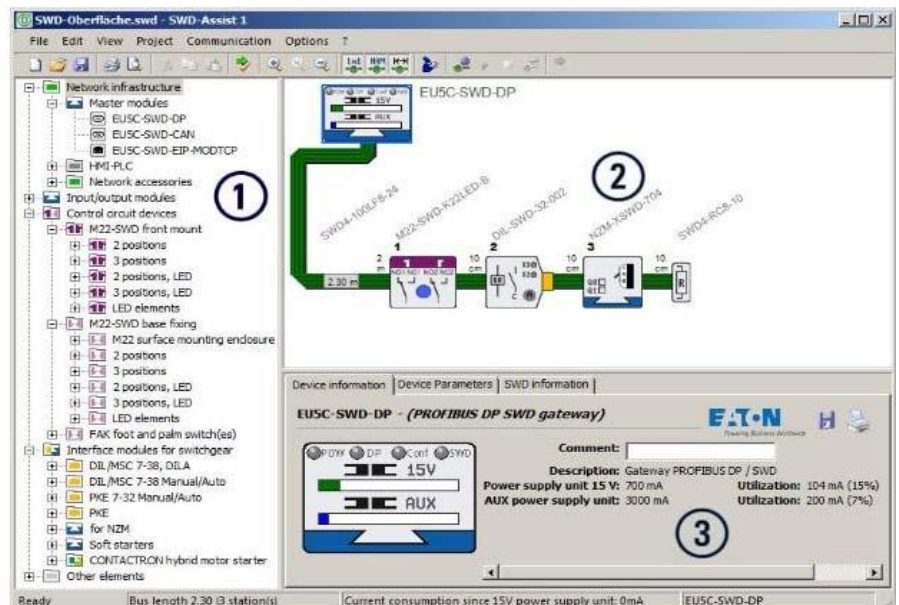 SWD-Oberfläche.swd - SWD-Assist 1
File Edit View Project Communication Options ?
Network infrastructure
Master modules
EU5C-SWD-DP
EU5C-SWD-CAN
EU5C-SWD-EIP-MODTCP
HMI-PLC
Network accessories
Input/output modules
Control circuit devices
M22-SWD front mount
2 positions
3 positions
2 positions, LED
3 positions, LED
LED elements
M22-SWD base fixing
M22 surface mounting enclosure
2 positions
3 positions
2 positions, LED
3 positions, LED
LED elements
FAK foot and palm switch(es)
Interface modules for switchgear
DIL/MSC 7-38, DILA
DIL/MSC 7-38 Manual/Auto
PKE 7-32 Manual/Auto
PKE
for NZM
Soft starters
CONTACTRON hybrid motor starter
Other elements
1
15V
AUX
EU5C-SWD-DP
2
SWD4-100LF8-24
M22-SWD-K22LED-B
DIL-SWD-32-002
NZM-XSWD-704
SWD4-RC8-10
1
2
3
2 m
10 cm
10 cm
10 cm
2.30 m
NO1 NC1 NO2 NC2
R
Device information
Device Parameters
SWD information
EU5C-SWD-DP - (PROFIBUS DP SWD gateway)
EATON
Powering Business Worldwide
POW DP Conf SWD
15V
AUX
Comment:
Description: Gateway PROFIBUS DP / SWD
Power supply unit 15 V: 700 mA Utilization: 104 mA (15%)
AUX power supply unit: 3000 mA Utilization: 200 mA (7%)
3
Ready
Bus length 2.30 (3 station(s)
Current consumption since 15V power supply unit: 0mA
EU5C-SWD-DP